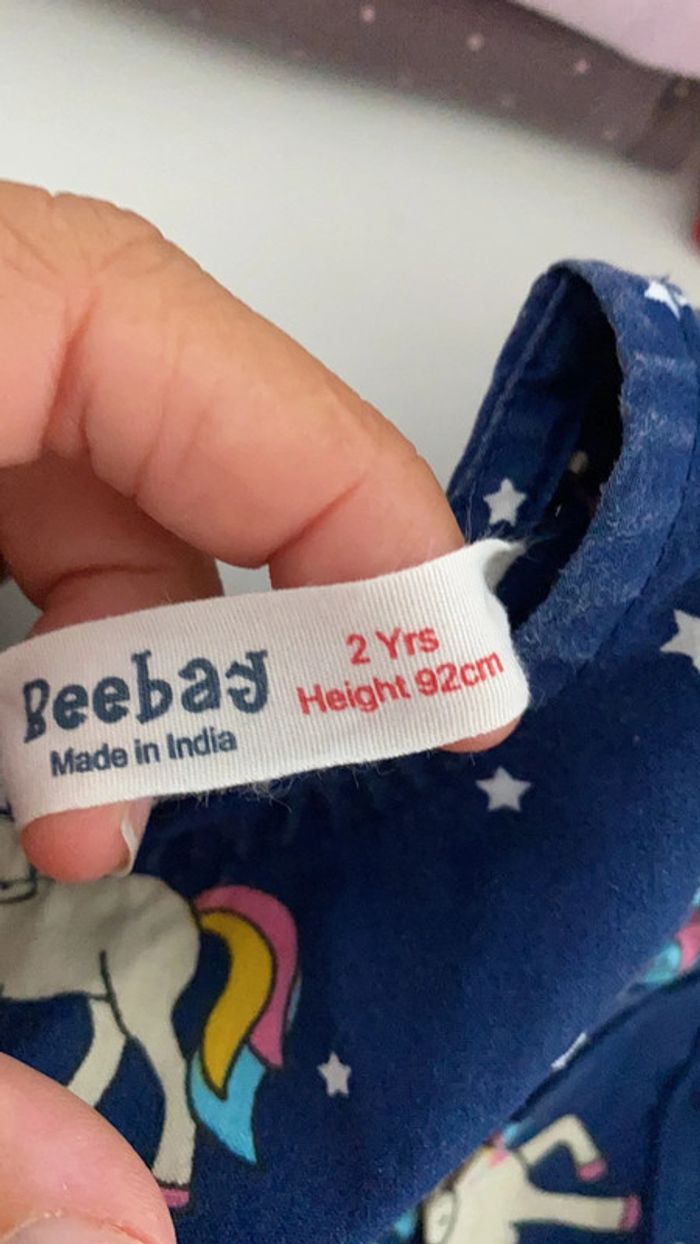 Beebay
Made in India
2 Yrs
Height 92cm